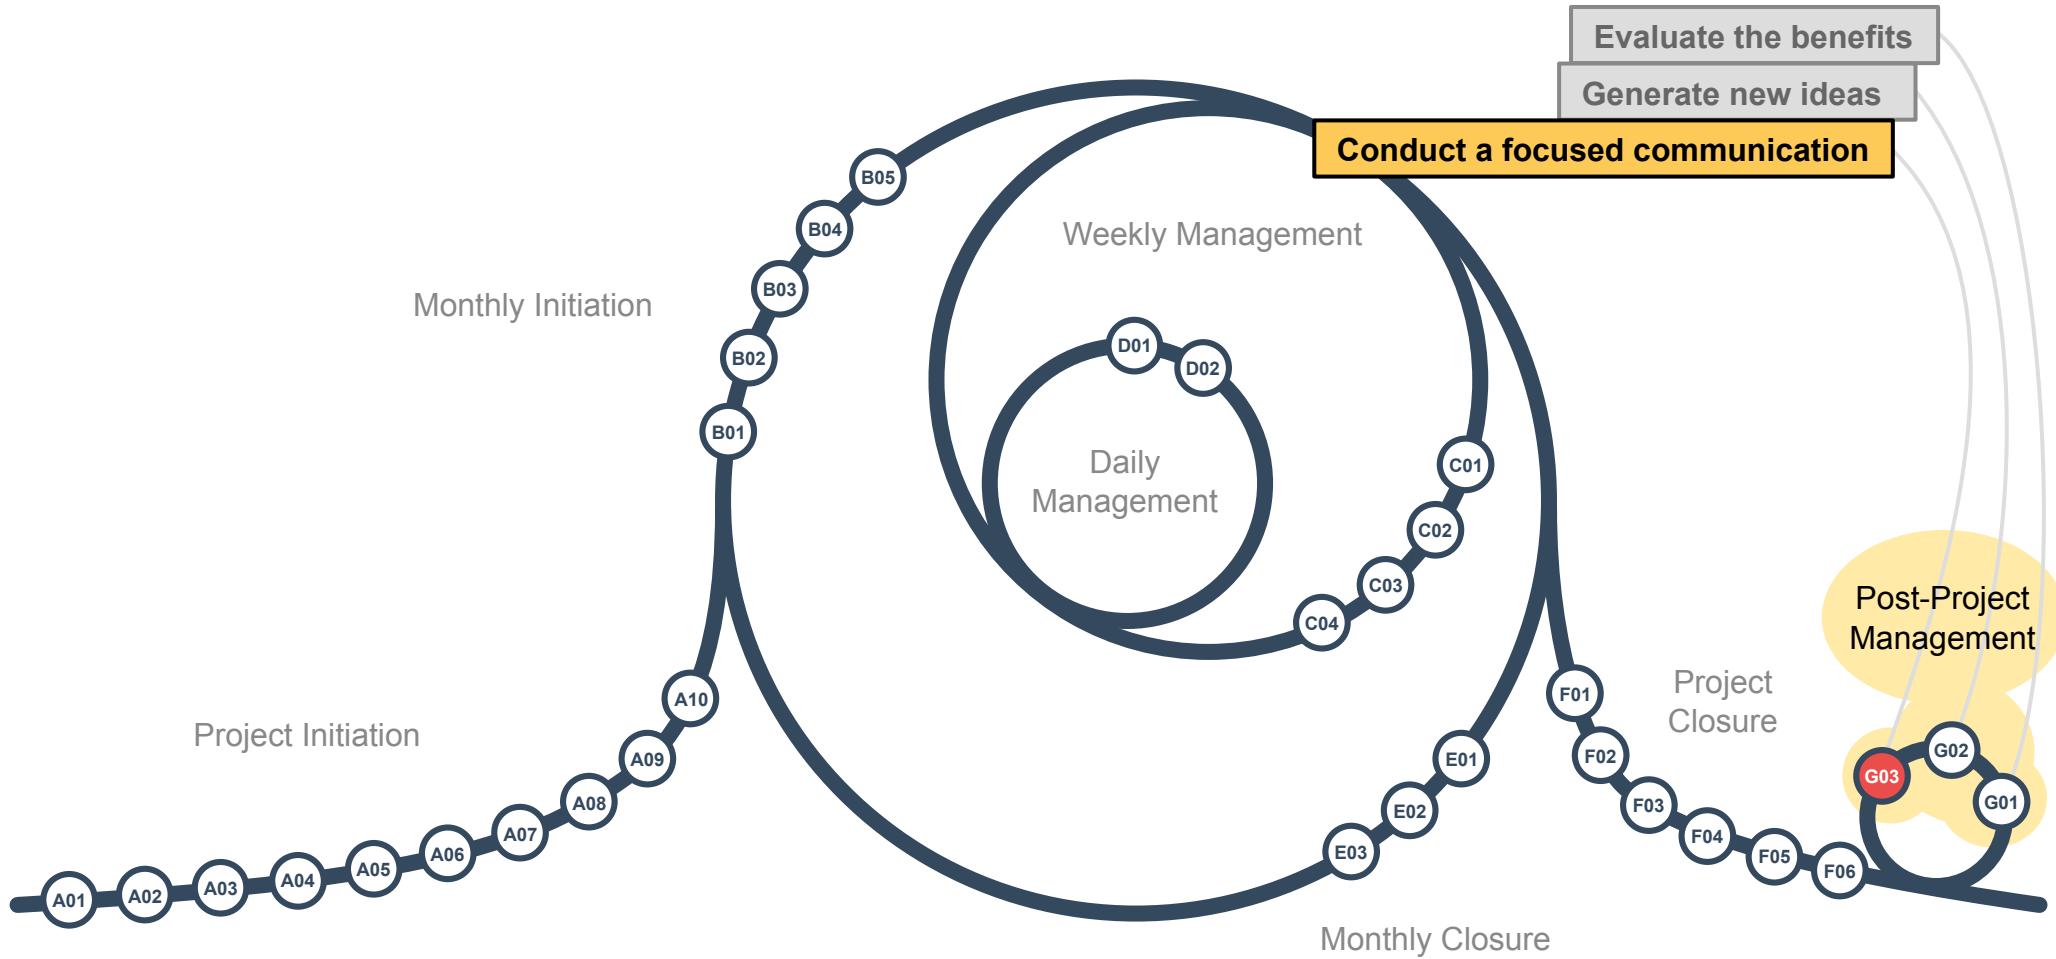 Evaluate the benefits
Generate new ideas
Conduct a focused communication
B05
B04
Weekly Management
B03
Monthly Initiation
D01
B02
D02
B01
Daily
Management
C01
C02
C03
C04
Post-Project
Management
A10
Project Initiation
F01
Project
Closure
A09
E01
F02
G02
G03
G01
A08
E02
F03
A07
F04
A06
E03
F05
A05
F06
A04
A03
A02
A01
Monthly Closure